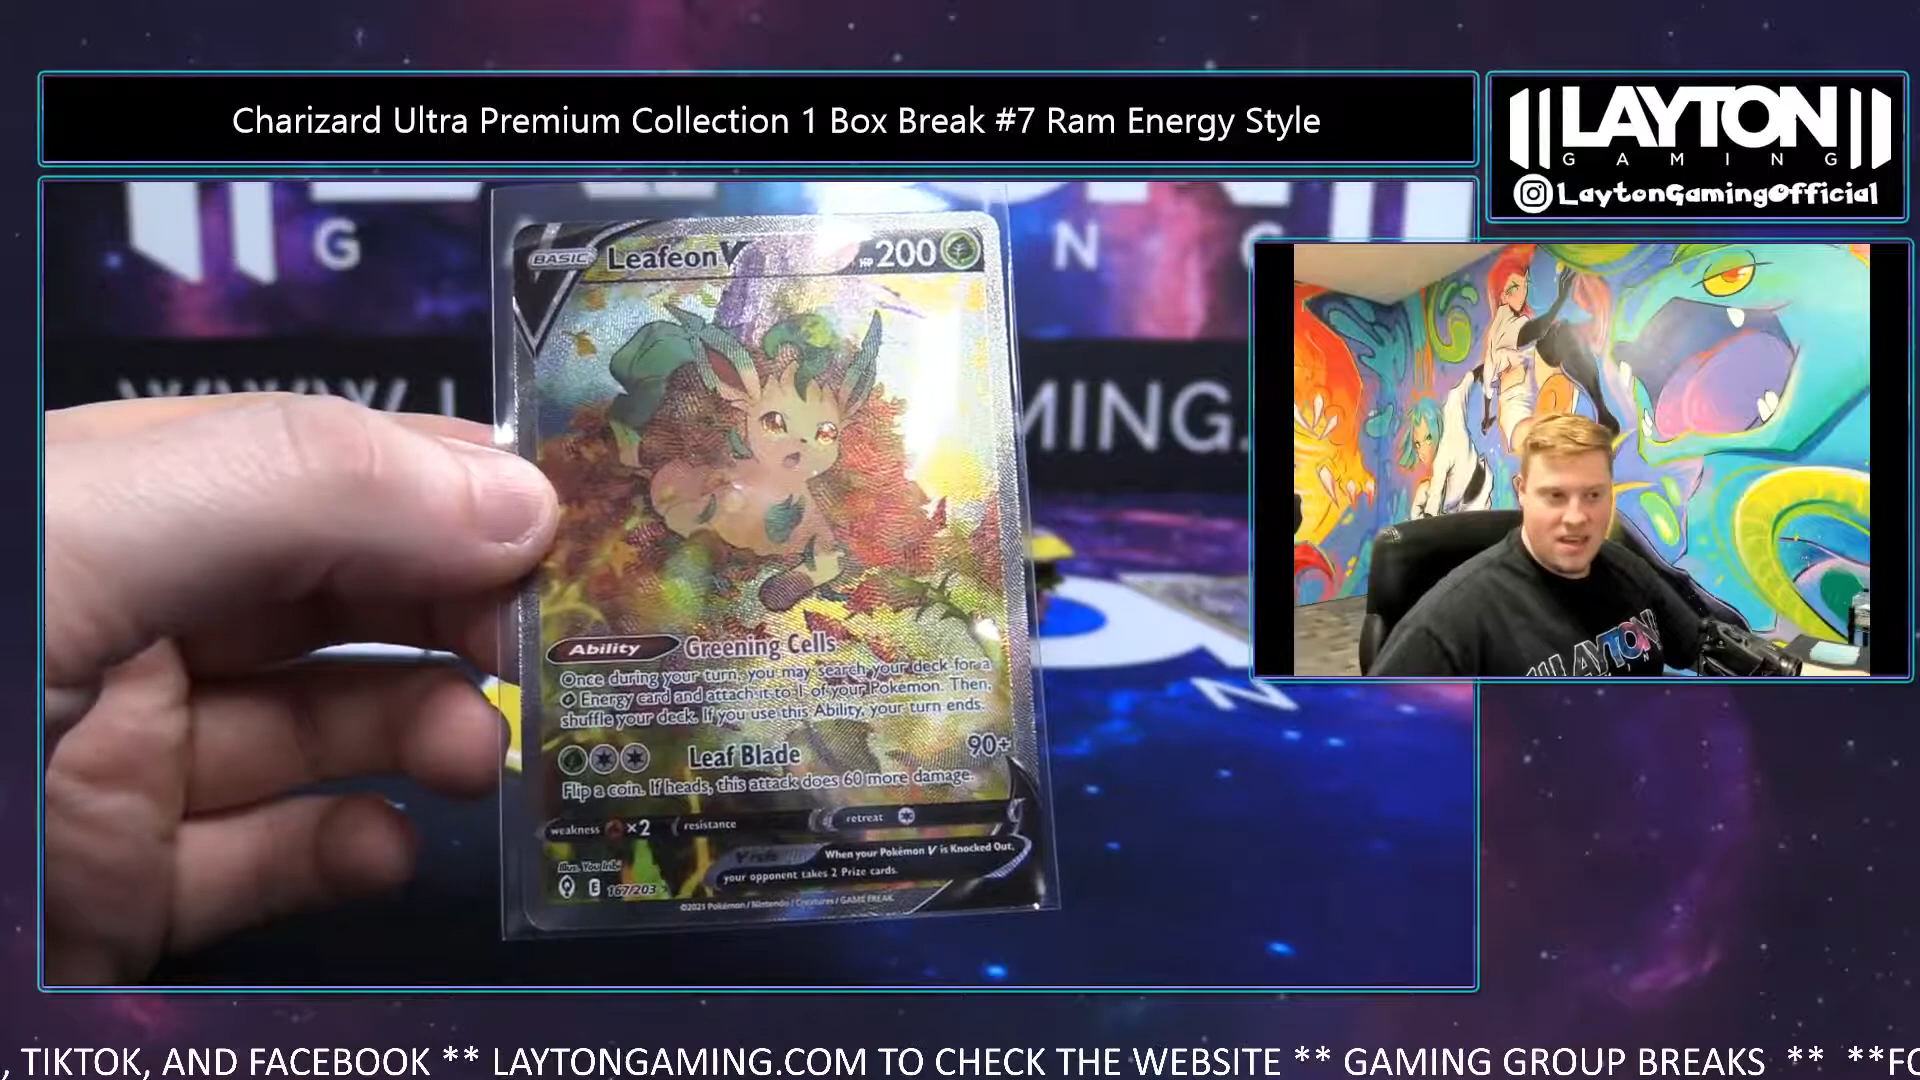 Charizard Ultra Premium Collection 1 Box Break #7 Ram Energy Style
LAYTON
GAMING
LaytonGamingOfficial
G N G
MING.
BASIC Leafeon V HP 200
Ability Greening Cells
Once during your turn, you may search your deck for a
Energy card and attach it to 1 of your Pokémon. Then,
shuffle your deck. If you use this Ability, your turn ends.
Leaf Blade 90+
Flip a coin. If heads, this attack does 60 more damage.
weakness ×2 resistance retreat
V rule When your Pokémon V is Knocked Out,
your opponent takes 2 Prize cards.
Illus.
E 167/203
©2021 Pokémon / Nintendo / Creatures / GAME FREAK
LAYTON
, TIKTOK, AND FACEBOOK ** LAYTONGAMING.COM TO CHECK THE WEBSITE ** GAMING GROUP BREAKS ** **FO